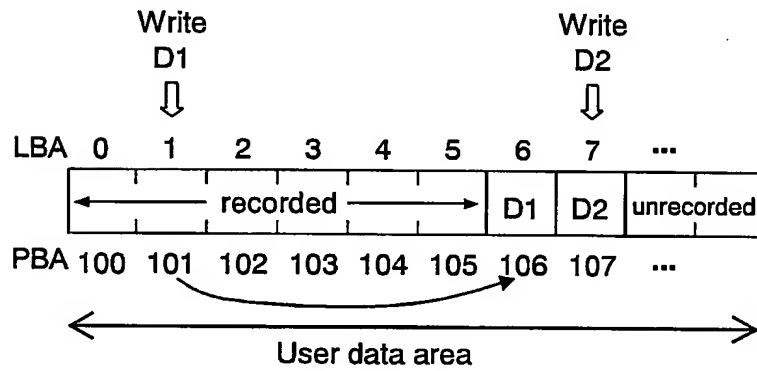 Write Write
D1 D2
LBA 0 1 2 3 4 5 6 7 ...
recorded D1 D2 unrecorded
PBA 100 101 102 103 104 105 106 107 ...
User data area